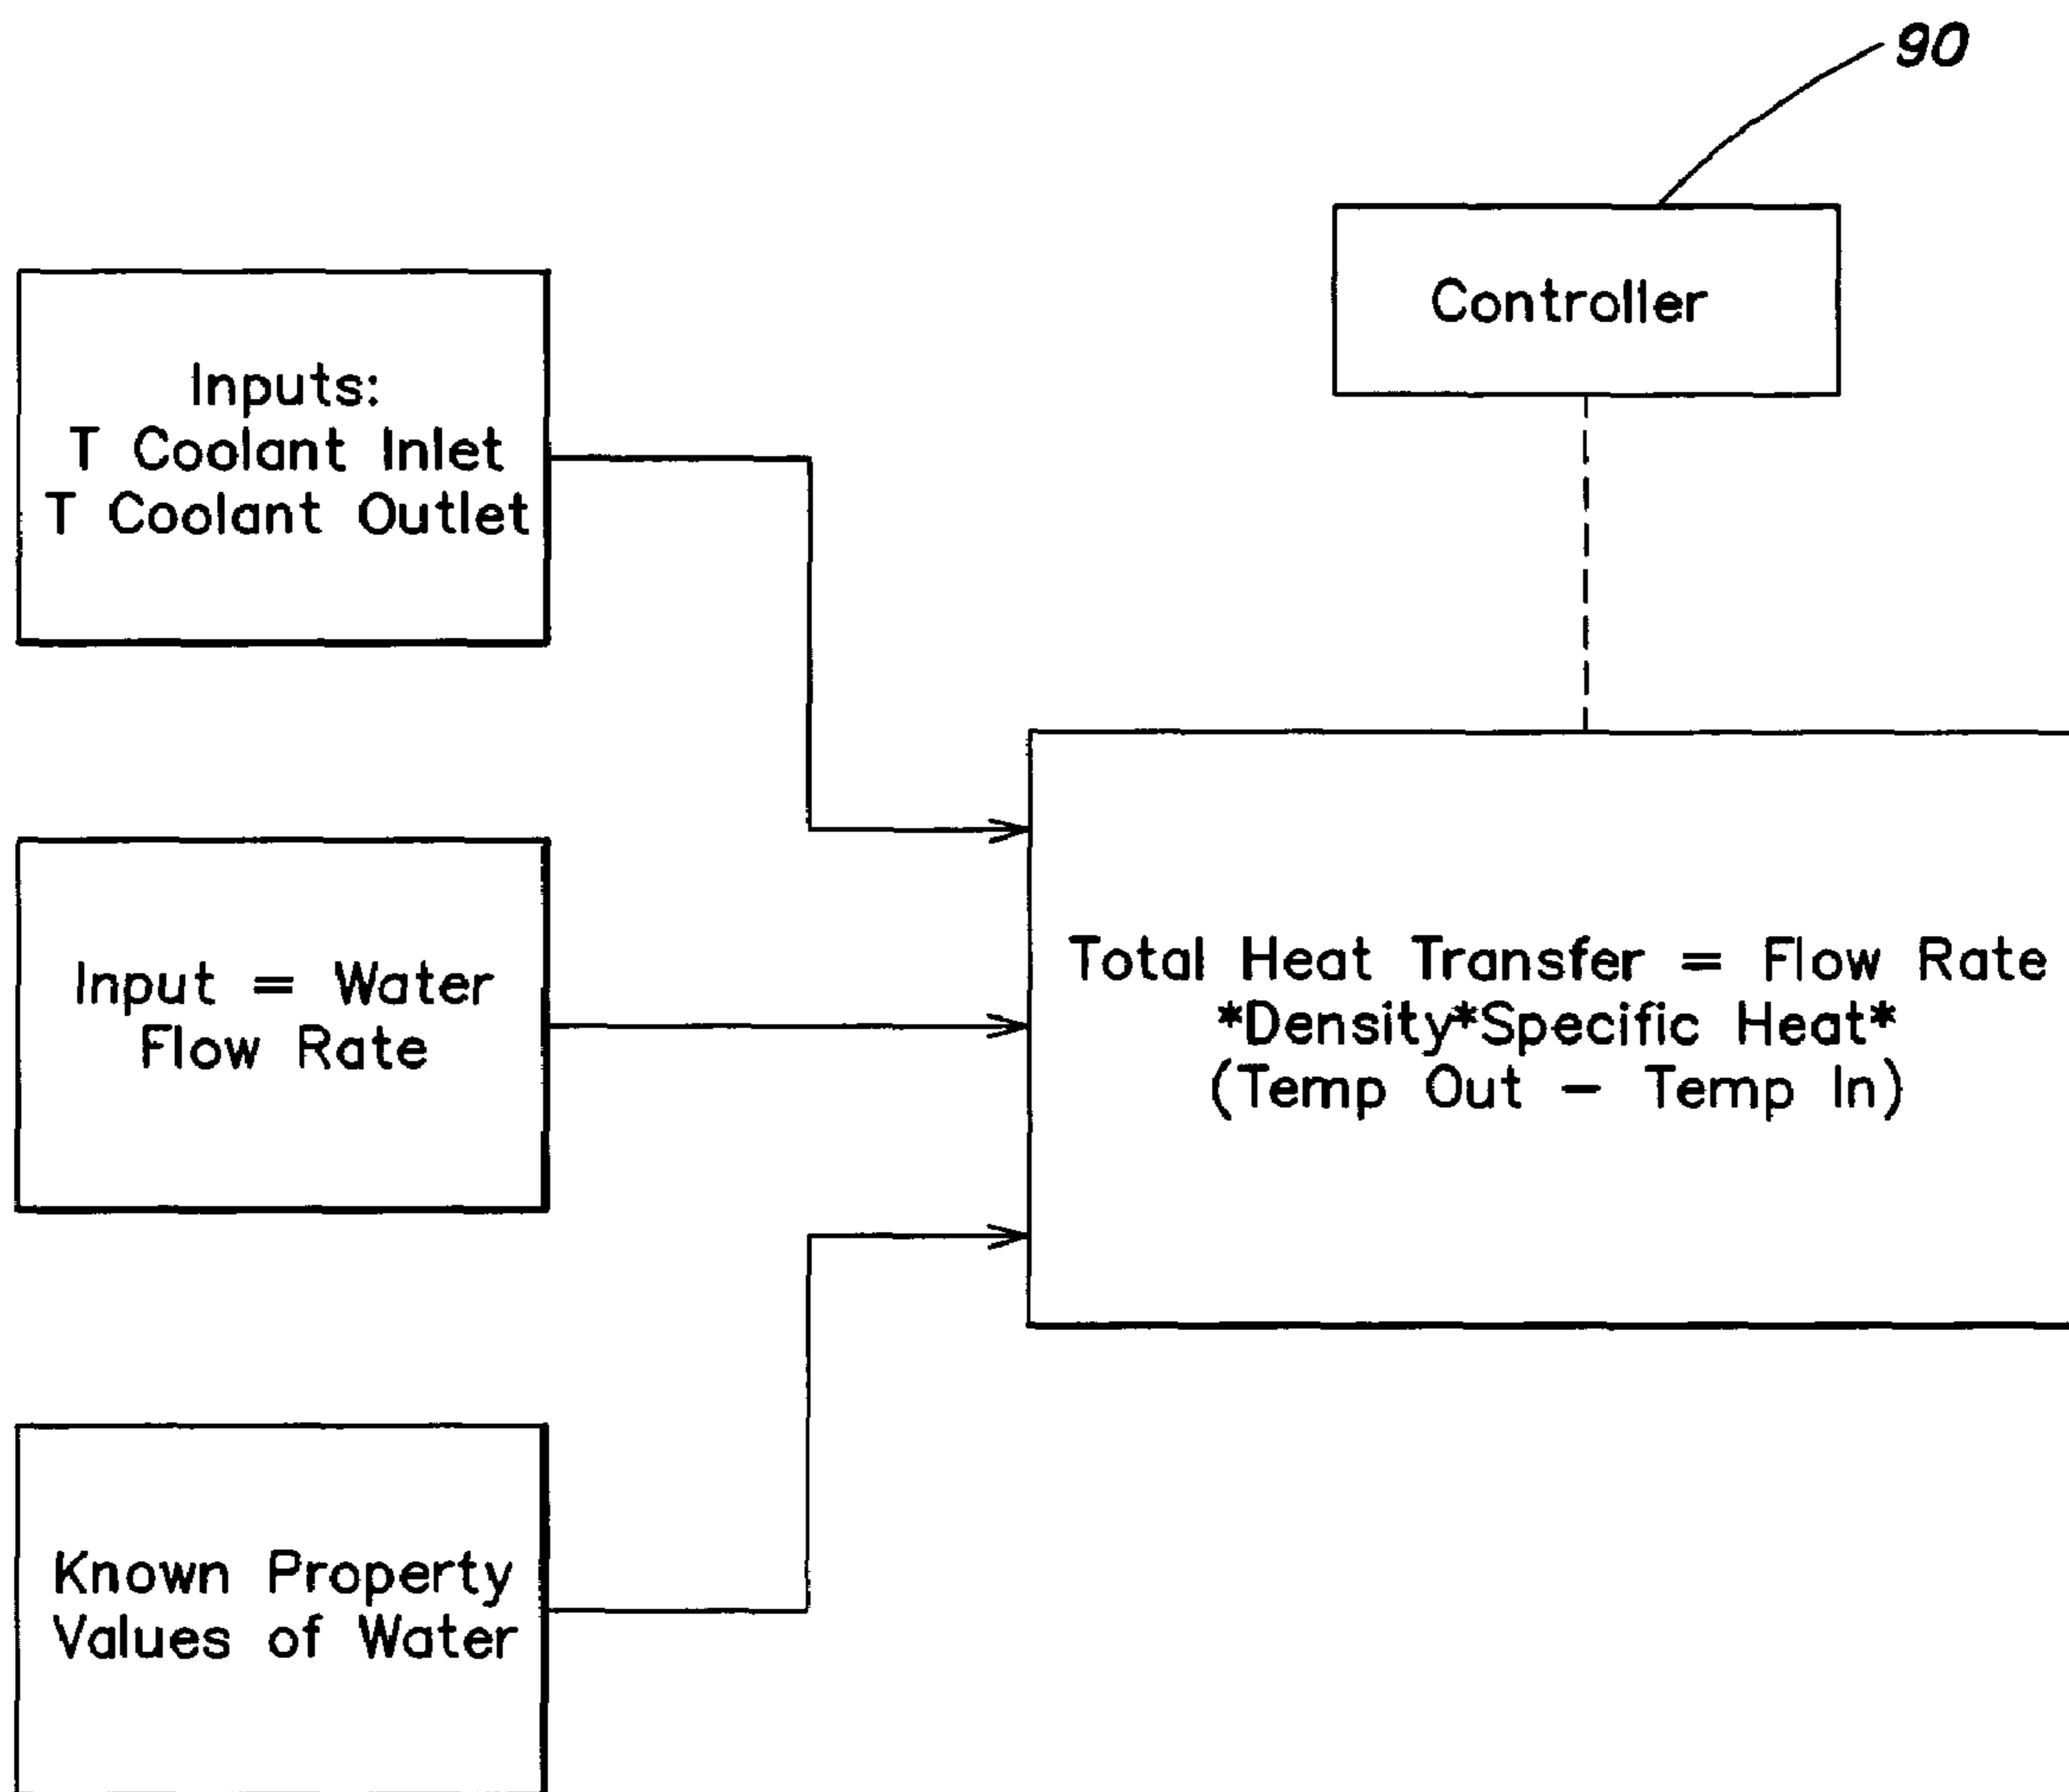 90
Controller
Inputs:
T Coolant Inlet
T Coolant Outlet
Input = Water
Flow Rate
Total Heat Transfer = Flow Rate
*Density*Specific Heat*
(Temp Out − Temp In)
Known Property
Values of Water